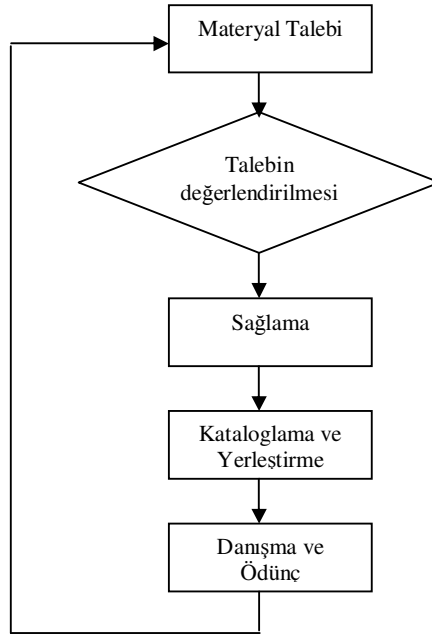 Materyal Talebi
Talebin
değerlendirilmesi
Sağlama
Kataloglama ve
Yerleştirme
Danışma ve
Ödünç